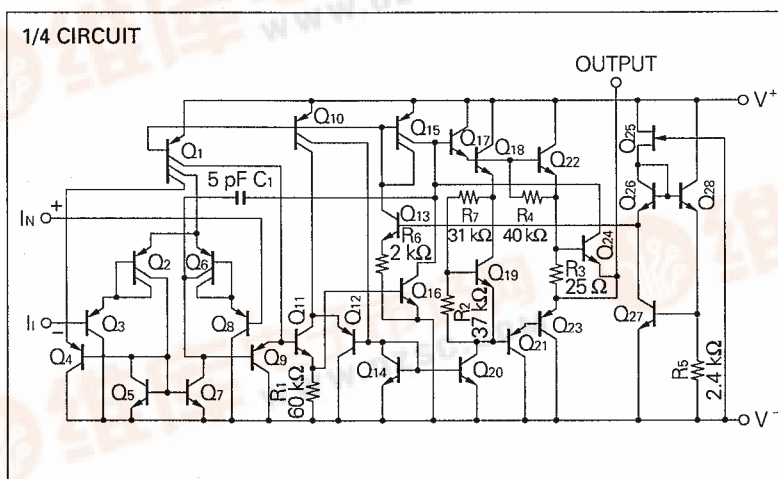 1/4 CIRCUIT
OUTPUT
V+
Q10
Q15
Q17
Q18
Q22
Q25
Q1
5 pF C1
Q13
R7
31 kΩ
R4
40 kΩ
Q26
Q28
IN
+
R6
2 kΩ
Q24
Q2
Q6
Q19
R3
25 Ω
Q11
Q12
Q16
R2
37 kΩ
II
−
Q3
Q8
Q27
Q4
Q9
Q21
Q23
Q5
Q7
R1
60 kΩ
Q14
Q20
R5
2.4 kΩ
V−